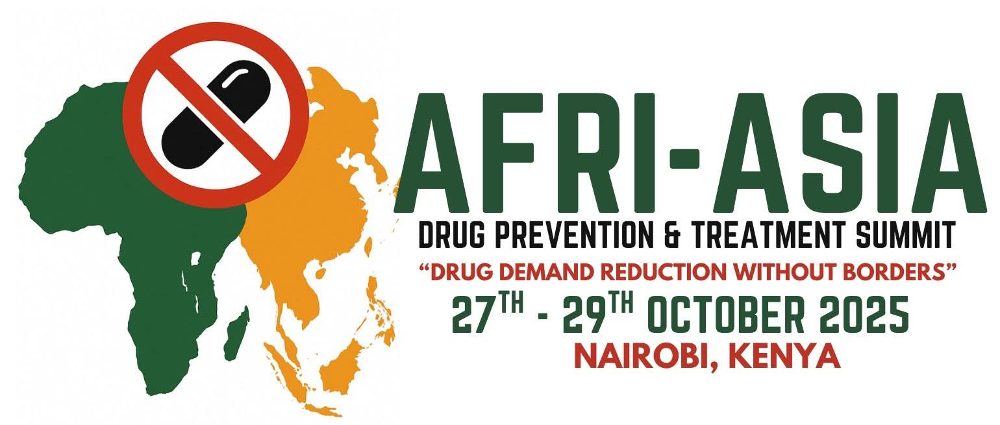 AFRI-ASIA
DRUG PREVENTION & TREATMENT SUMMIT
“DRUG DEMAND REDUCTION WITHOUT BORDERS”
27TH - 29TH OCTOBER 2025
NAIROBI, KENYA